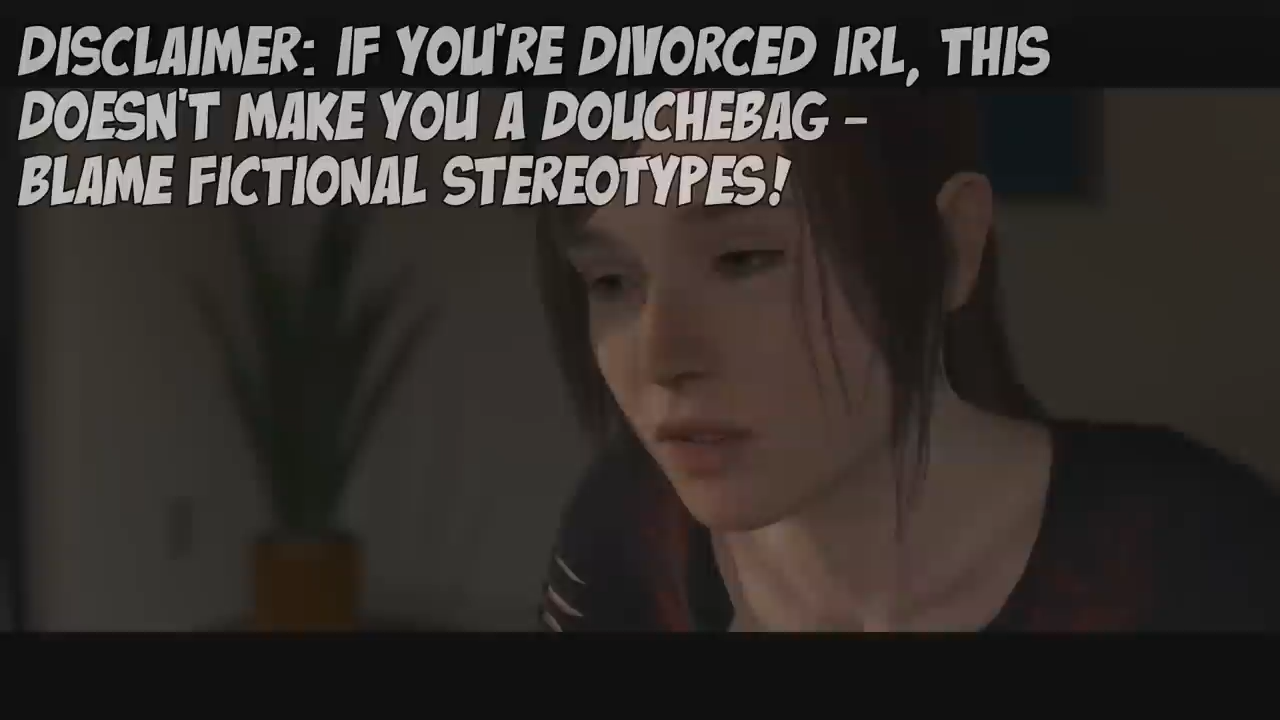 DISCLAIMER: IF YOU'RE DIVORCED IRL, THIS
DOESN'T MAKE YOU A DOUCHEBAG -
BLAME FICTIONAL STEREOTYPES!